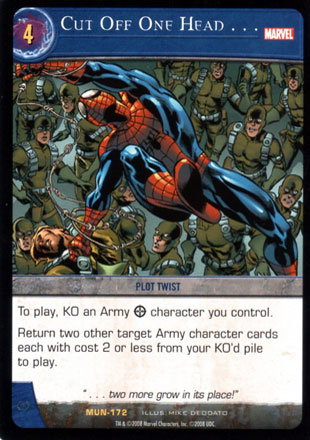 4
CUT OFF ONE HEAD . . .
MARVEL
PLOT TWIST
To play, KO an Army character you control.
Return two other target Army character cards
each with cost 2 or less from your KO'd pile
to play.
" . . . two more grow in its place!"
MUN-172 ILLUS: MIKE DEODATO
TM & ©2008 Marvel Characters, Inc. ©2008 UDC.